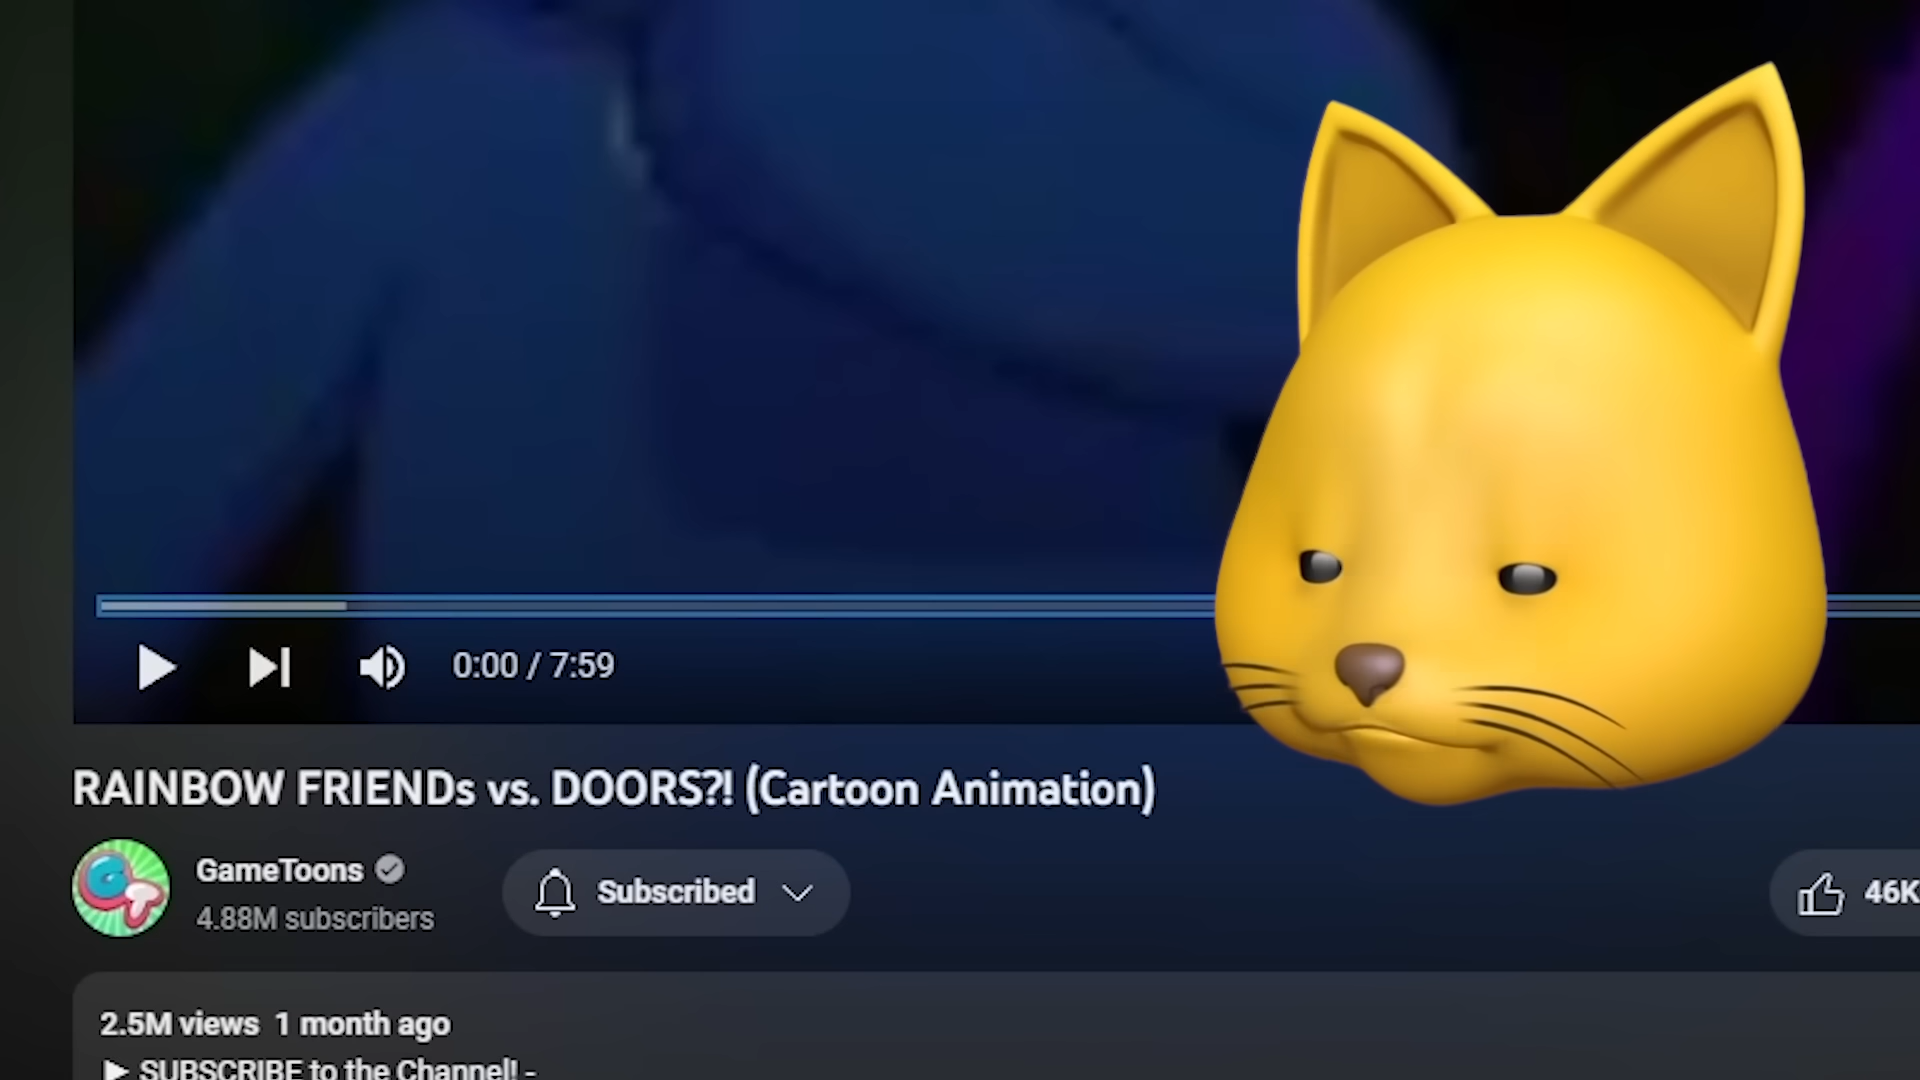 0:00 / 7:59
RAINBOW FRIENDs vs. DOORS?! (Cartoon Animation)
GameToons
4.88M subscribers
Subscribed
46K
2.5M views 1 month ago
▶ SUBSCRIBE to the Channel! -